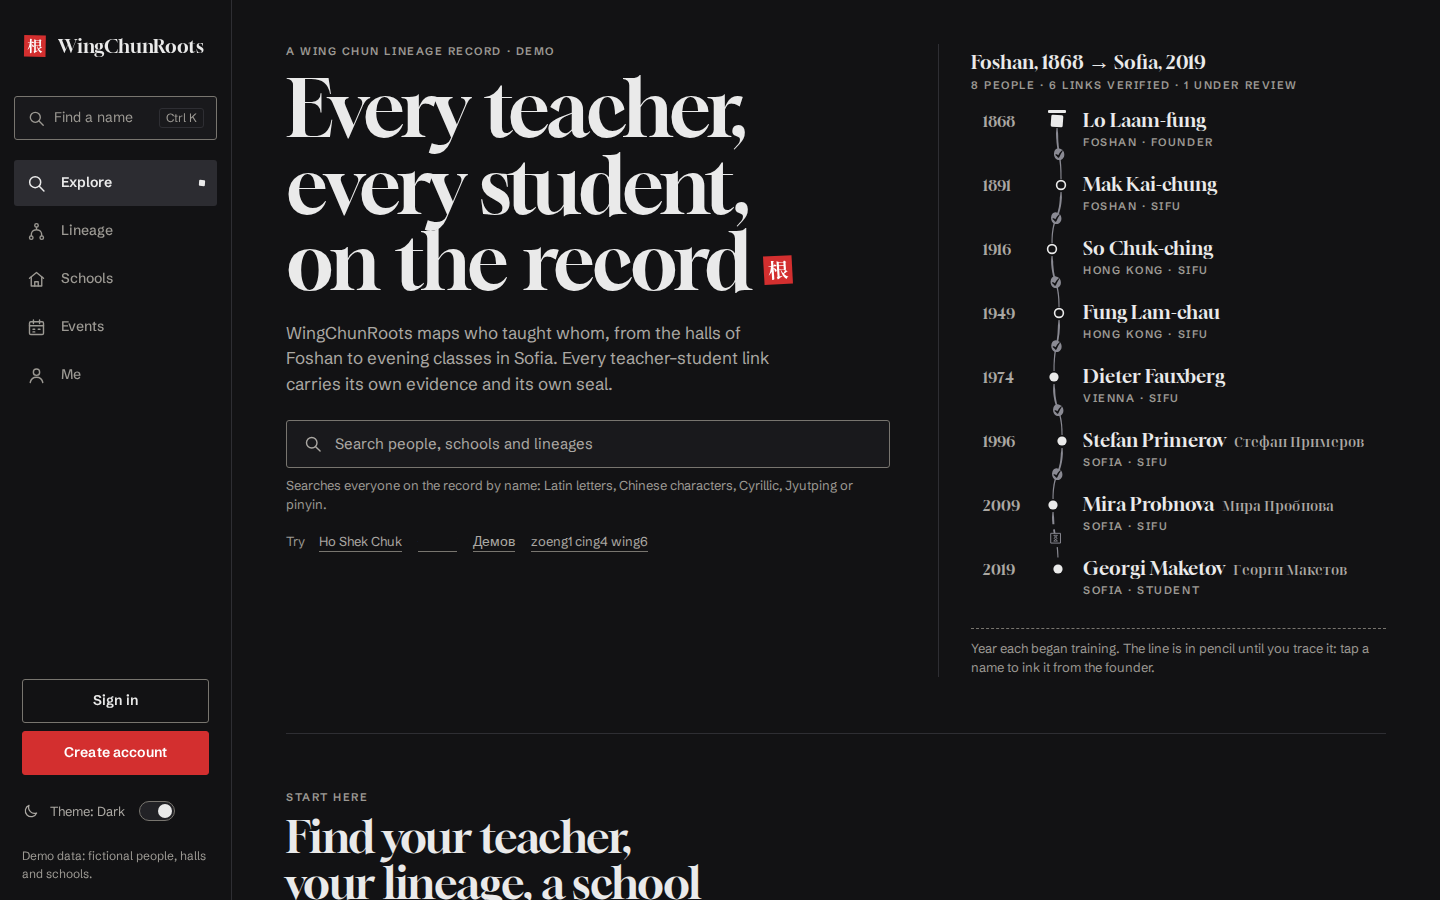 根 WingChunRoots
Find a name Ctrl K
Explore
Lineage
Schools
Events
Me
Sign in
Create account
Theme: Dark
Demo data: fictional people, halls
and schools.
A WING CHUN LINEAGE RECORD · DEMO
Every teacher,
every student,
on the record 根
WingChunRoots maps who taught whom, from the halls of
Foshan to evening classes in Sofia. Every teacher–student link
carries its own evidence and its own seal.
Search people, schools and lineages
Searches everyone on the record by name: Latin letters, Chinese characters, Cyrillic, Jyutping or
pinyin.
Try Ho Shek Chuk Демов zoeng1 cing4 wing6
Foshan, 1868 → Sofia, 2019
8 PEOPLE · 6 LINKS VERIFIED · 1 UNDER REVIEW
1868 Lo Laam-fung
FOSHAN · FOUNDER
1891 Mak Kai-chung
FOSHAN · SIFU
1916 So Chuk-ching
HONG KONG · SIFU
1949 Fung Lam-chau
HONG KONG · SIFU
1974 Dieter Fauxberg
VIENNA · SIFU
1996 Stefan Primerov Стефан Примеров
SOFIA · SIFU
2009 Mira Probnova Мира Пробнова
SOFIA · SIFU
2019 Georgi Maketov Георги Макетов
SOFIA · STUDENT
Year each began training. The line is in pencil until you trace it: tap a
name to ink it from the founder.
START HERE
Find your teacher,
your lineage, a school